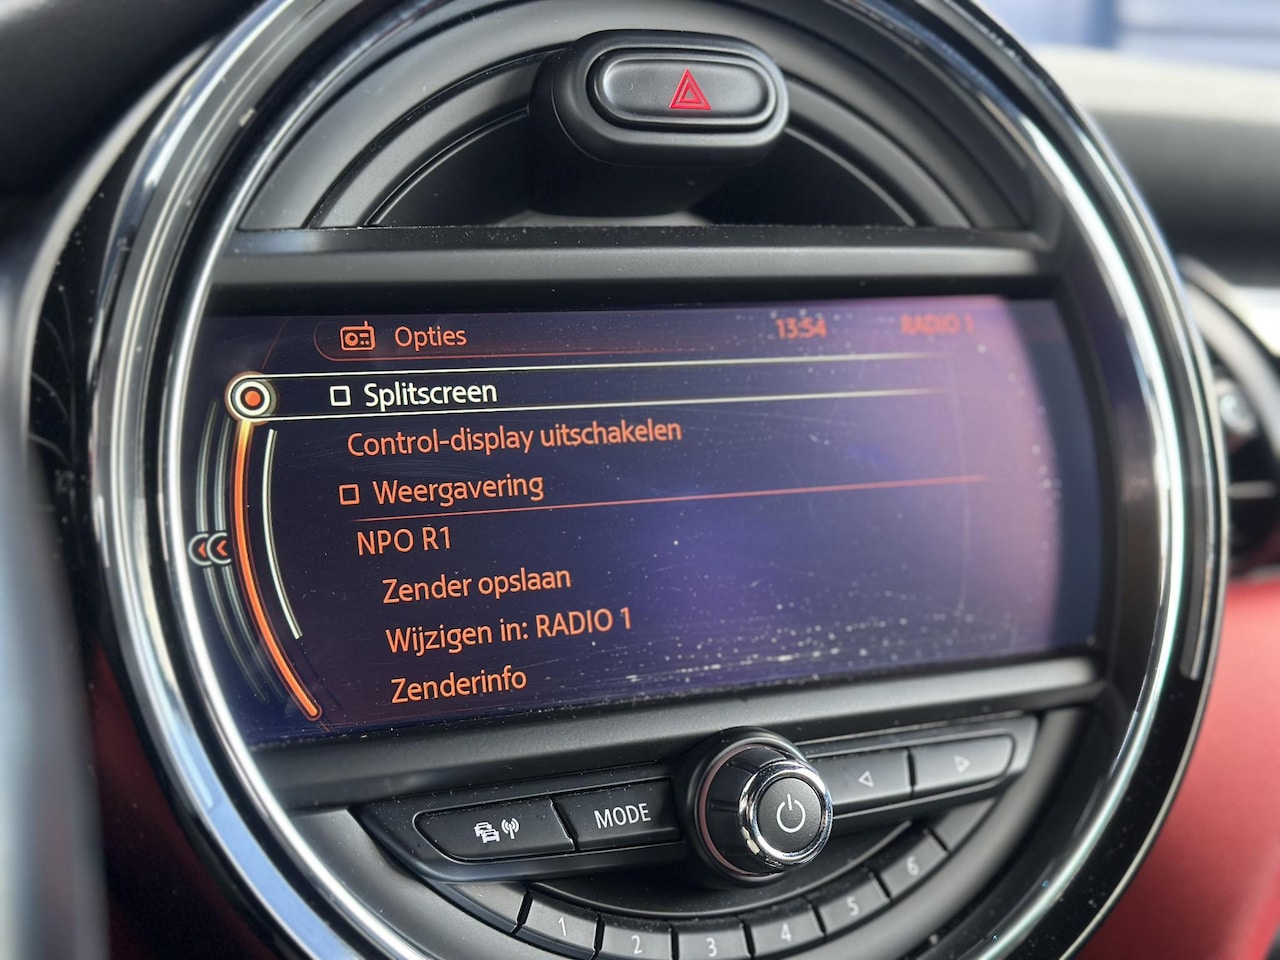 Opties 13:54 RADIO 1
Splitscreen
Control-display uitschakelen
Weergavering
NPO R1
Zender opslaan
Wijzigen in: RADIO 1
Zenderinfo
MODE
1 2 3 4 5 6